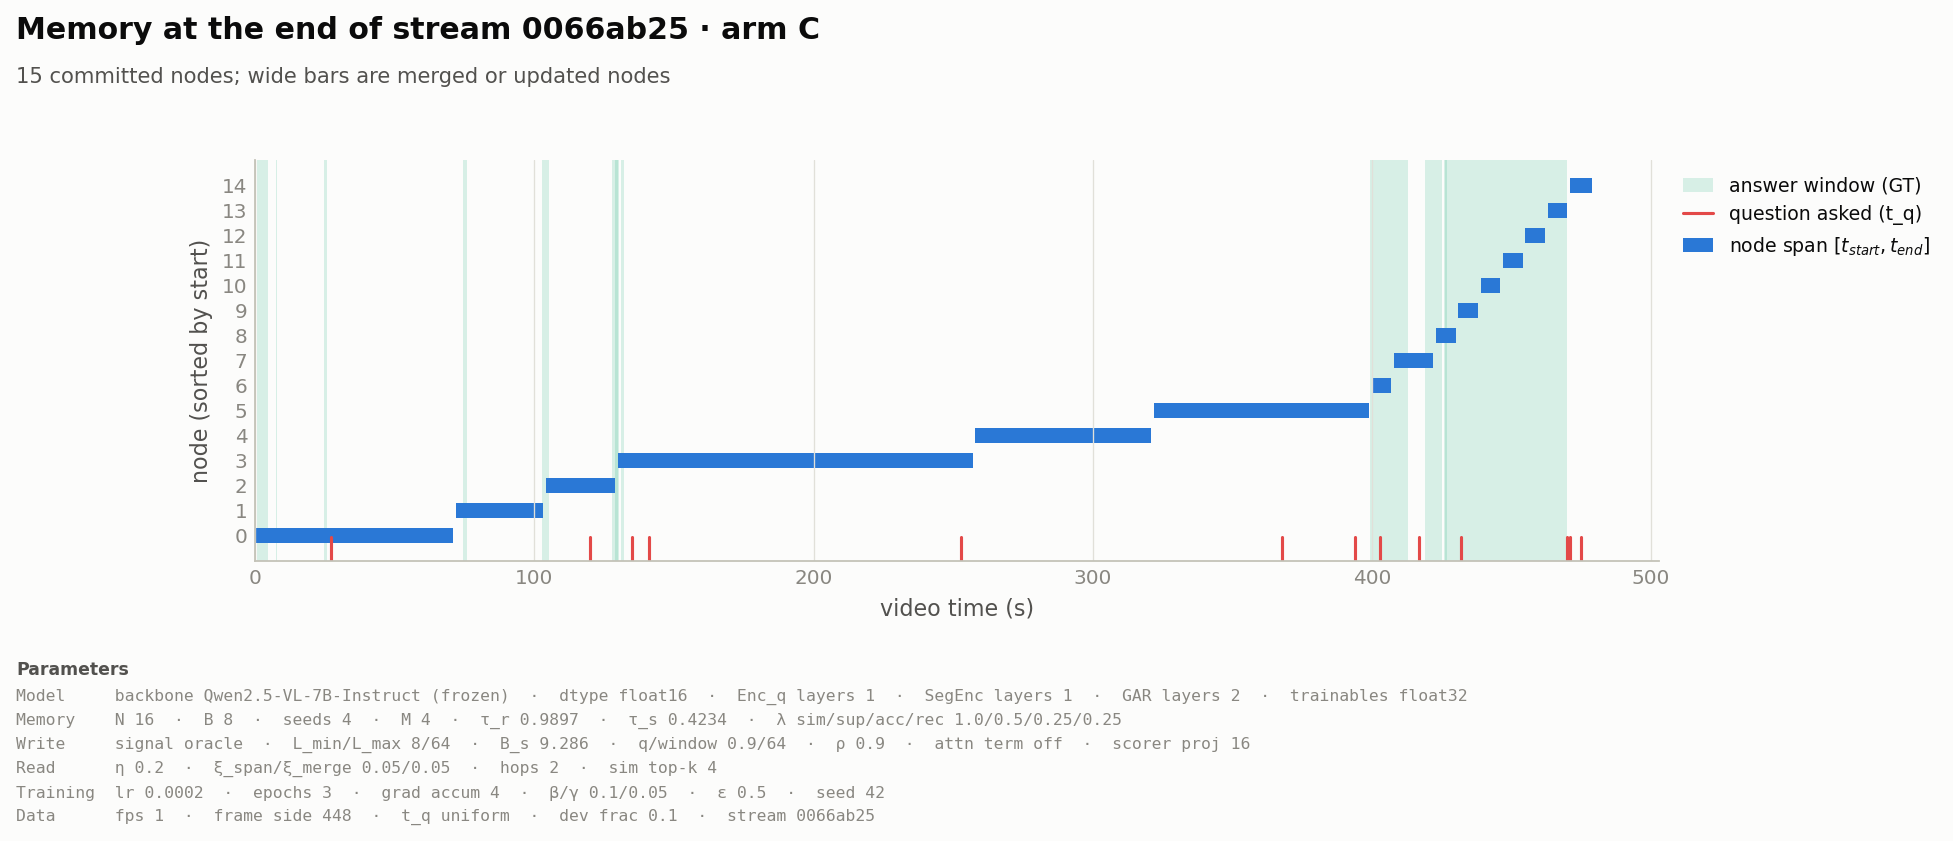 Memory at the end of stream 0066ab25 · arm C
15 committed nodes; wide bars are merged or updated nodes
node (sorted by start)
14
13
12
11
10
9
8
7
6
5
4
3
2
1
0
0 100 200 300 400 500
video time (s)
answer window (GT)
question asked (t_q)
node span [t_start, t_end]
Parameters
Model backbone Qwen2.5-VL-7B-Instruct (frozen) · dtype float16 · Enc_q layers 1 · SegEnc layers 1 · GAR layers 2 · trainables float32
Memory N 16 · B 8 · seeds 4 · M 4 · τ_r 0.9897 · τ_s 0.4234 · λ sim/sup/acc/rec 1.0/0.5/0.25/0.25
Write signal oracle · L_min/L_max 8/64 · B_s 9.286 · q/window 0.9/64 · ρ 0.9 · attn term off · scorer proj 16
Read η 0.2 · ξ_span/ξ_merge 0.05/0.05 · hops 2 · sim top-k 4
Training lr 0.0002 · epochs 3 · grad accum 4 · β/γ 0.1/0.05 · ε 0.5 · seed 42
Data fps 1 · frame side 448 · t_q uniform · dev frac 0.1 · stream 0066ab25